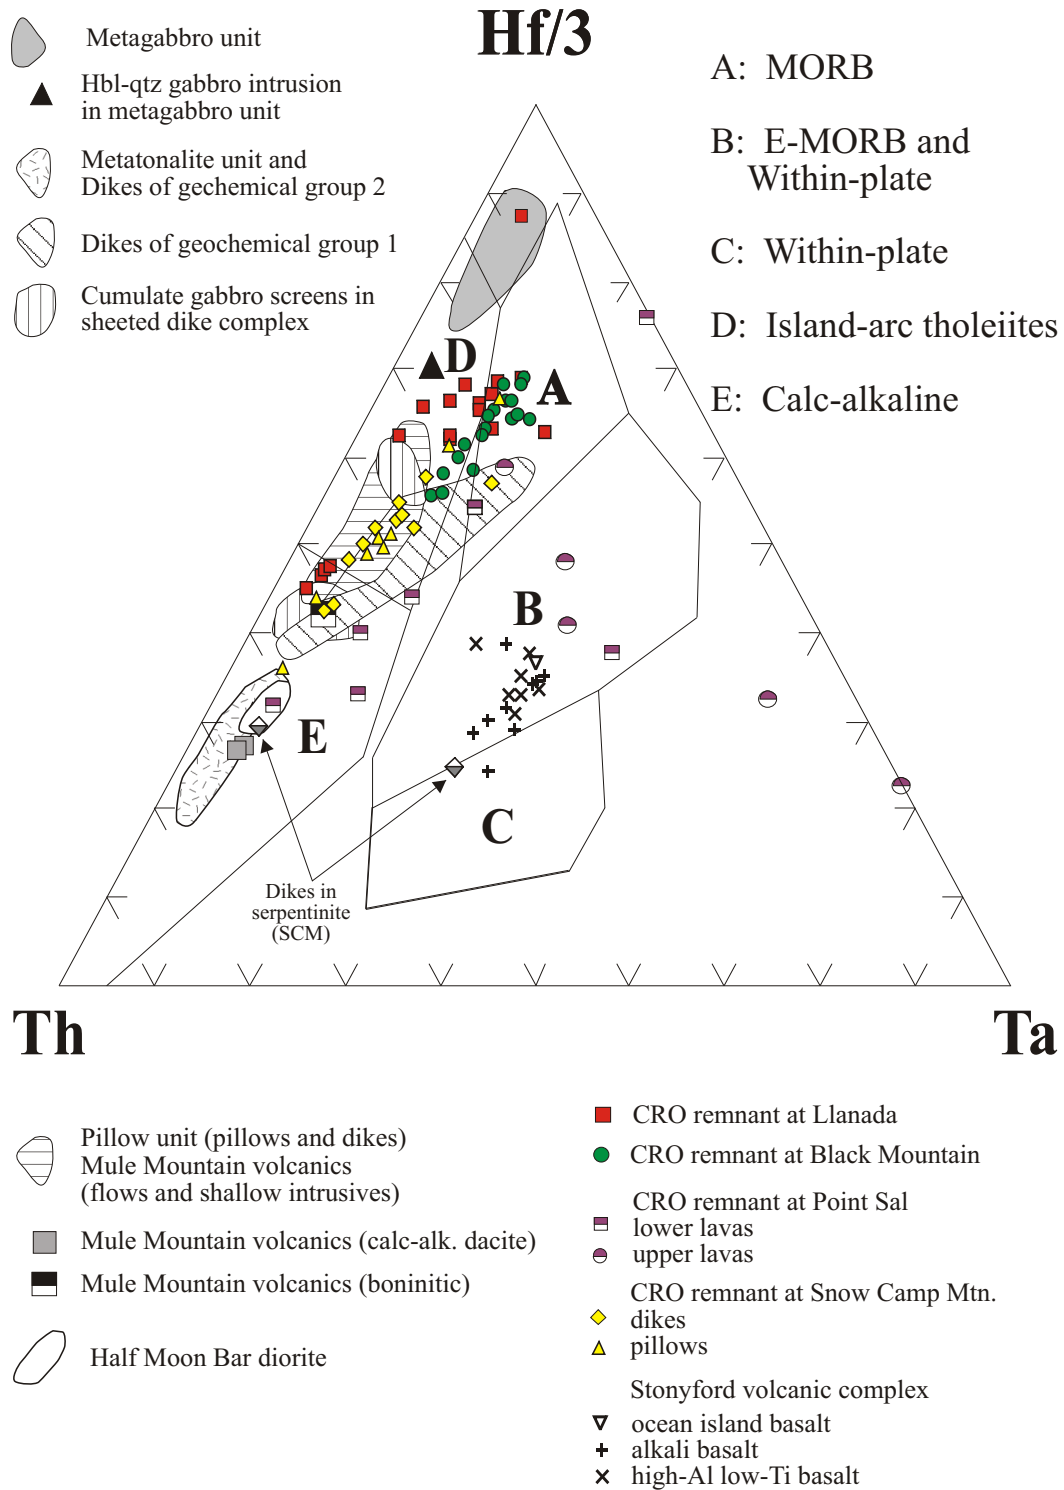 Hf/3
Metagabbro unit
Hbl-qtz gabbro intrusion
in metagabbro unit
Metatonalite unit and
Dikes of gechemical group 2
Dikes of geochemical group 1
Cumulate gabbro screens in
sheeted dike complex
A: MORB
B: E-MORB and
Within-plate
C: Within-plate
D: Island-arc tholeiites
E: Calc-alkaline
D
A
B
E
C
Dikes in
serpentinite
(SCM)
Th
Ta
Pillow unit (pillows and dikes)
Mule Mountain volcanics
(flows and shallow intrusives)
Mule Mountain volcanics (calc-alk. dacite)
Mule Mountain volcanics (boninitic)
Half Moon Bar diorite
CRO remnant at Llanada
CRO remnant at Black Mountain
CRO remnant at Point Sal
lower lavas
upper lavas
CRO remnant at Snow Camp Mtn.
dikes
pillows
Stonyford volcanic complex
ocean island basalt
alkali basalt
high-Al low-Ti basalt